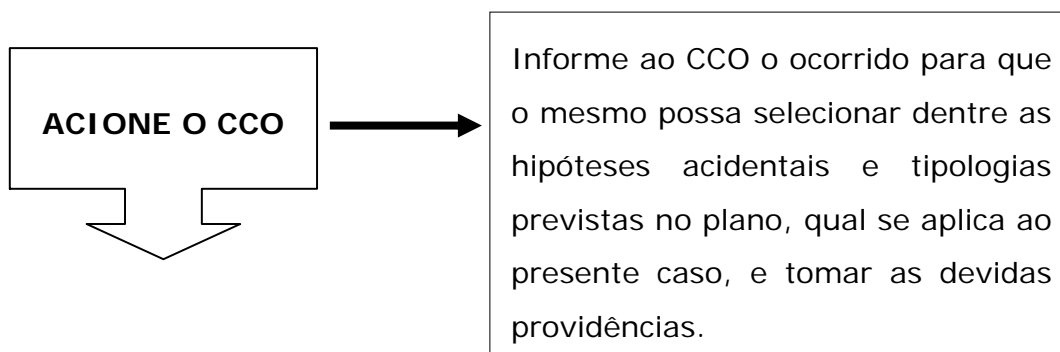 ACIONE O CCO
Informe ao CCO o ocorrido para que
o mesmo possa selecionar dentre as
hipóteses acidentais e tipologias
previstas no plano, qual se aplica ao
presente caso, e tomar as devidas
providências.